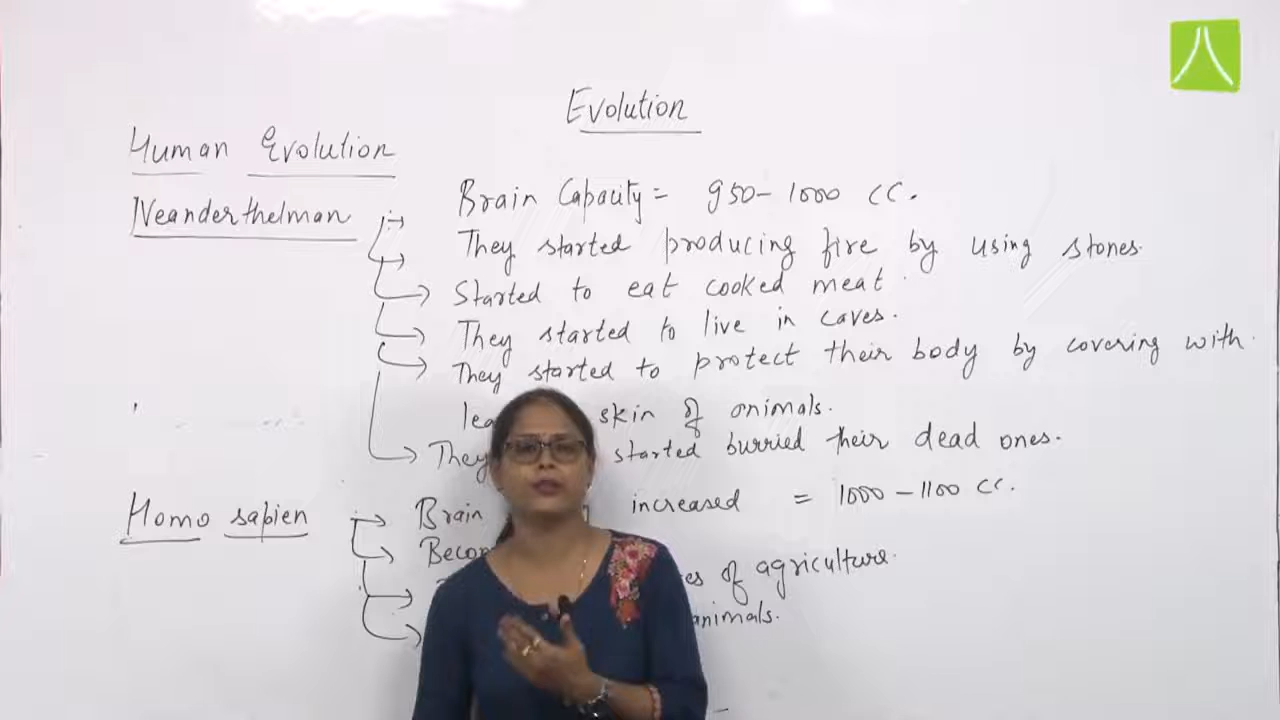 Evolution
Human Evolution
Neanderthelman
Brain Capacity = 950-1000 CC.
They started producing fire by using stones.
Started to eat cooked meat.
They started to live in caves.
They started to protect their body by covering with
skin of animals.
They started burried their dead ones.
Homo sapien
Brain increased = 1000-1100 CC.
of agriculture.
animals.